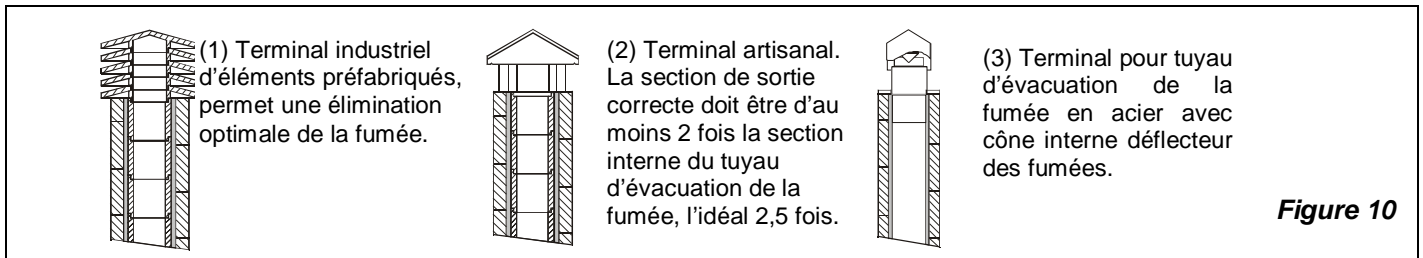 (1) Terminal industriel
d’éléments préfabriqués,
permet une élimination
optimale de la fumée.
(2) Terminal artisanal.
La section de sortie
correcte doit être d’au
moins 2 fois la section
interne du tuyau
d’évacuation de la
fumée, l’idéal 2,5 fois.
(3) Terminal pour tuyau
d’évacuation de la
fumée en acier avec
cône interne déflecteur
des fumées.
Figure 10